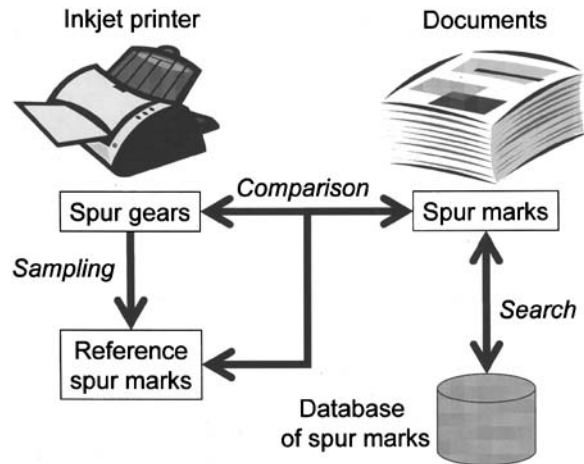 Inkjet printer
Documents
Comparison
Spur gears
Spur marks
Sampling
Search
Reference
spur marks
Database
of spur marks